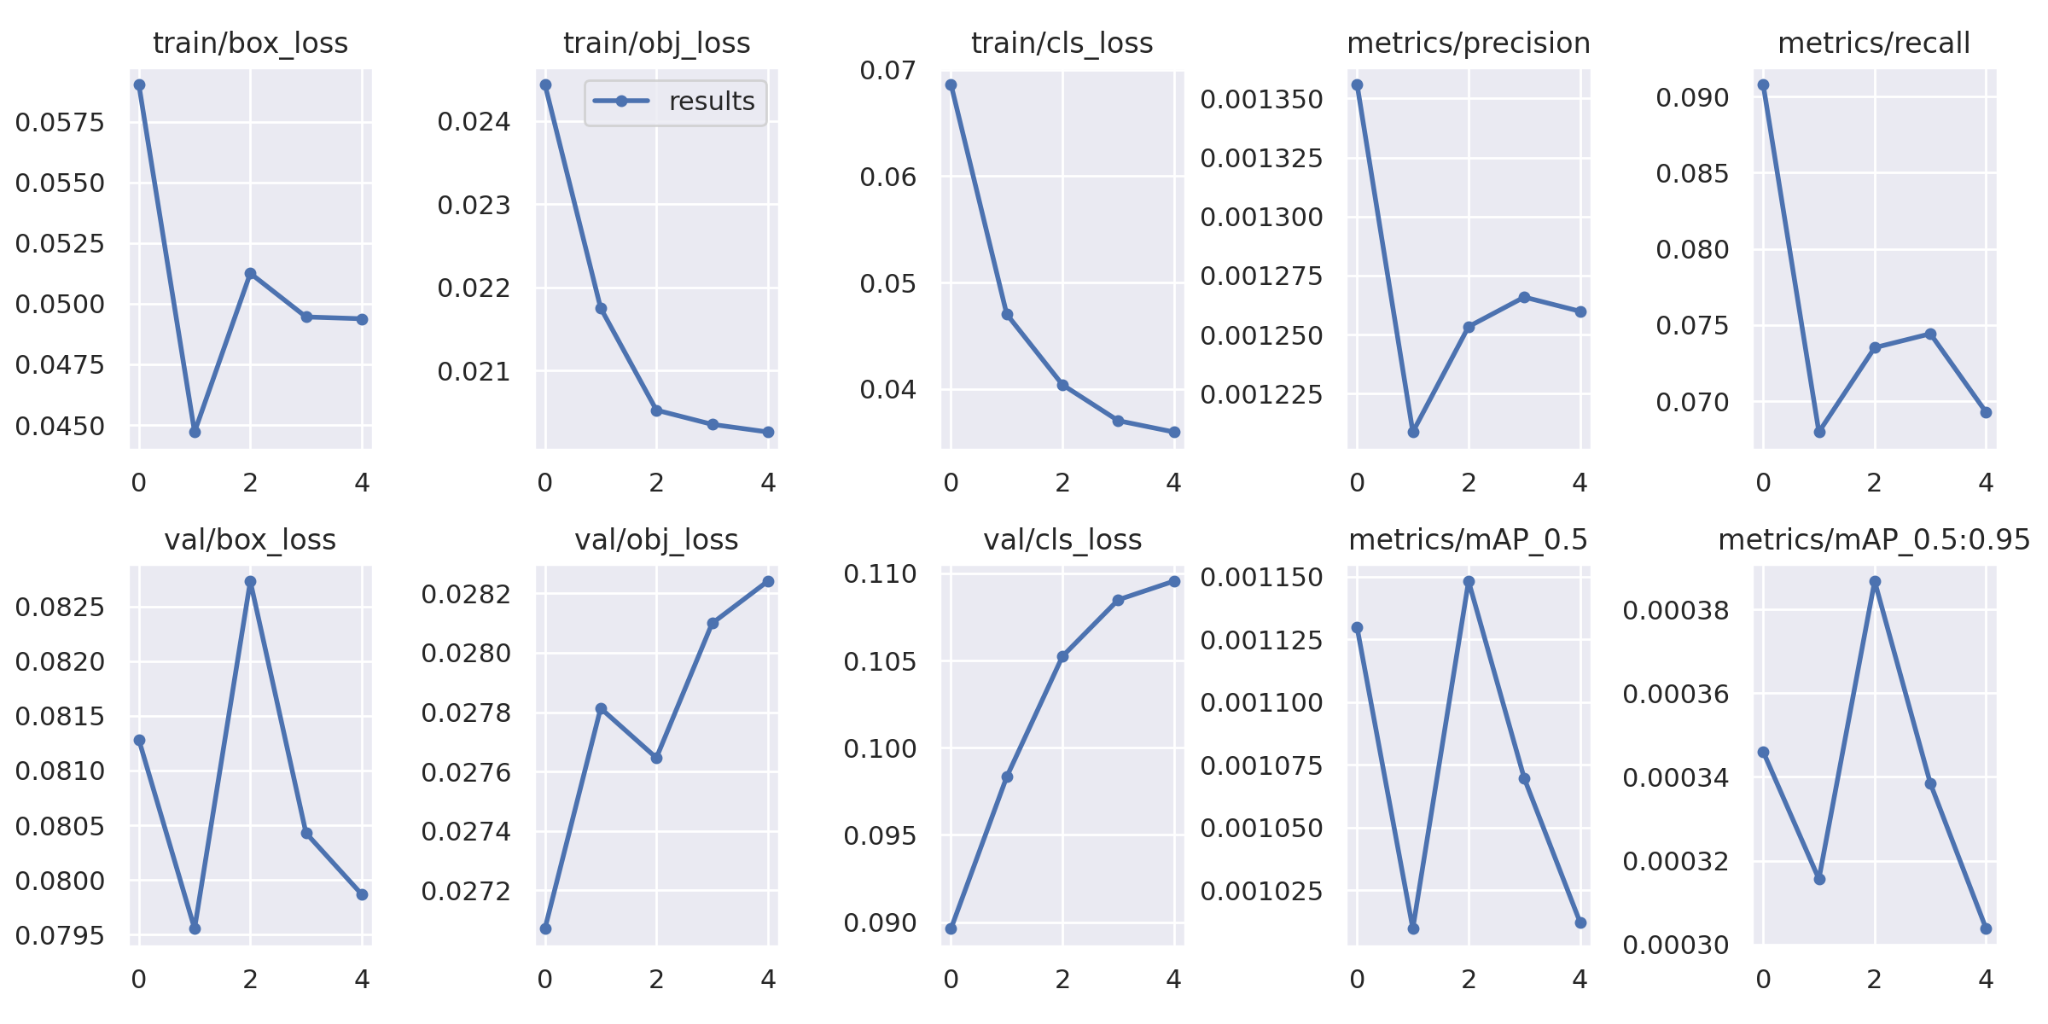 train/box_loss
0.0575
0.0550
0.0525
0.0500
0.0475
0.0450
0 2 4
train/obj_loss
results
0.024
0.023
0.022
0.021
0 2 4
train/cls_loss
0.07
0.06
0.05
0.04
0 2 4
metrics/precision
0.001350
0.001325
0.001300
0.001275
0.001250
0.001225
0 2 4
metrics/recall
0.090
0.085
0.080
0.075
0.070
0 2 4
val/box_loss
0.0825
0.0820
0.0815
0.0810
0.0805
0.0800
0.0795
0 2 4
val/obj_loss
0.0282
0.0280
0.0278
0.0276
0.0274
0.0272
0 2 4
val/cls_loss
0.110
0.105
0.100
0.095
0.090
0 2 4
metrics/mAP_0.5
0.001150
0.001125
0.001100
0.001075
0.001050
0.001025
0 2 4
metrics/mAP_0.5:0.95
0.00038
0.00036
0.00034
0.00032
0.00030
0 2 4